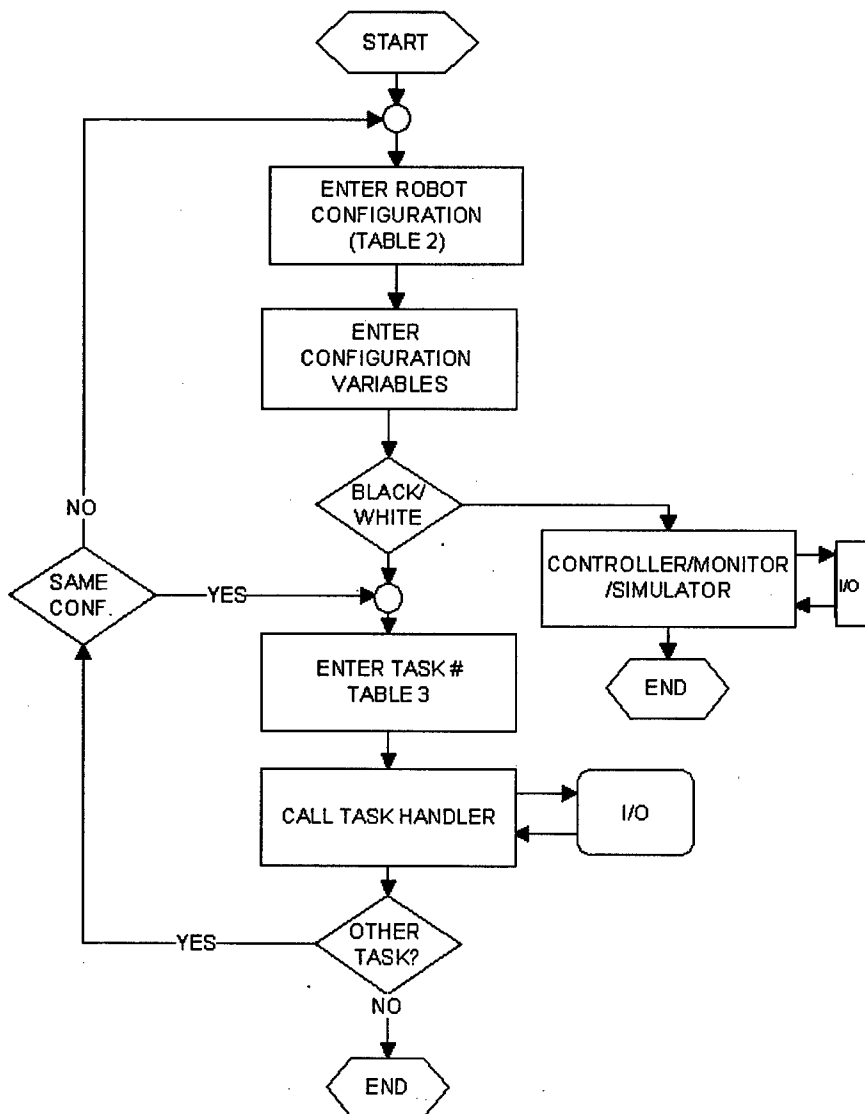 START
ENTER ROBOT
CONFIGURATION
(TABLE 2)
ENTER
CONFIGURATION
VARIABLES
BLACK/
WHITE
NO
SAME
CONF.
YES
CONTROLLER/MONITOR
/SIMULATOR
I/O
END
ENTER TASK #
TABLE 3
CALL TASK HANDLER
I/O
OTHER
TASK?
YES
NO
END